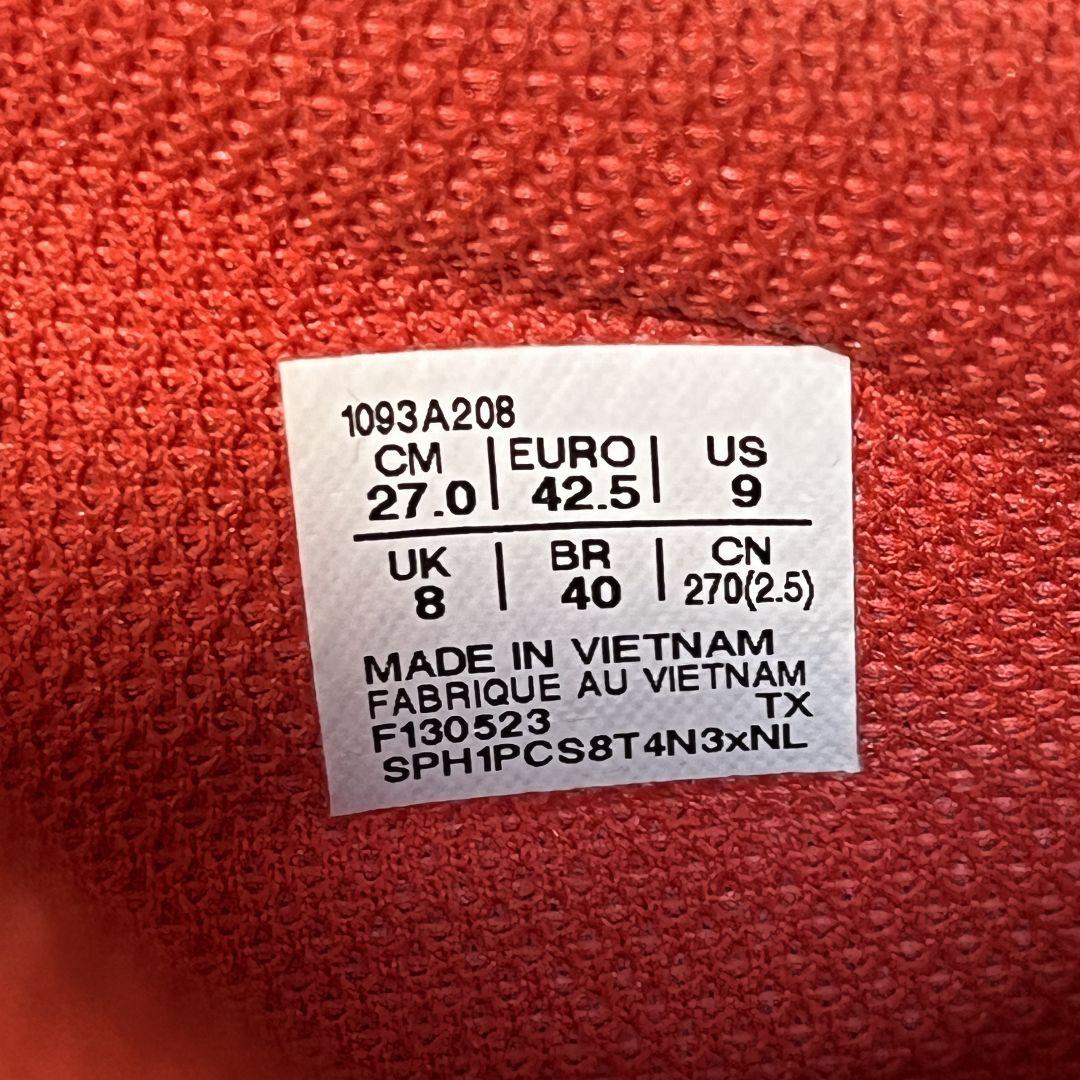 1093A208
CM | EURO | US
27.0 | 42.5 | 9
UK | BR | CN
8 | 40 | 270(2.5)
MADE IN VIETNAM
FABRIQUE AU VIETNAM
F130523 TX
SPH1PCS8T4N3xNL